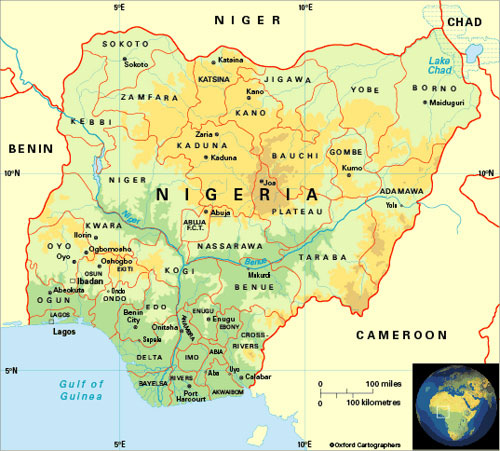 5°E
NIGER
10°E
CHAD
SOKOTO
Sokoto
Katsina
KATSINA
JIGAWA
Lake
Chad
ZAMFARA
Kano
KANO
YOBE
BORNO
Maiduguri
KEBBI
Zaria
BENIN
KADUNA
Kaduna
BAUCHI
GOMBE
Kumo
10°N
NIGER
Jos
10°N
ADAMAWA
NIGERIA
Yola
Niger
ABUJA
F.C.T.
Abuja
PLATEAU
KWARA
Ilorin
NASSARAWA
OYO
Oyo
Ogbomosho
Oshogbo
OSUN
EKITI
KOGI
Benue
Makurdi
TARABA
Ibadan
Abeokuta
OGUN
Ondo
ONDO
BENUE
LAGOS
Lagos
EDO
Benin
City
Onitsha
ANAMBRA
ENUGU
Enugu
EBONY
CROSS
RIVERS
CAMEROON
Sapele
DELTA
IMO
ABIA
Aba
Uyo
Calabar
5°N
5°N
Gulf of
Guinea
BAYELSA
RIVERS
Port
Harcourt
AKWAIBOM
0
100 miles
0
100 kilometres
5°E
10°E
©Oxford Cartographers